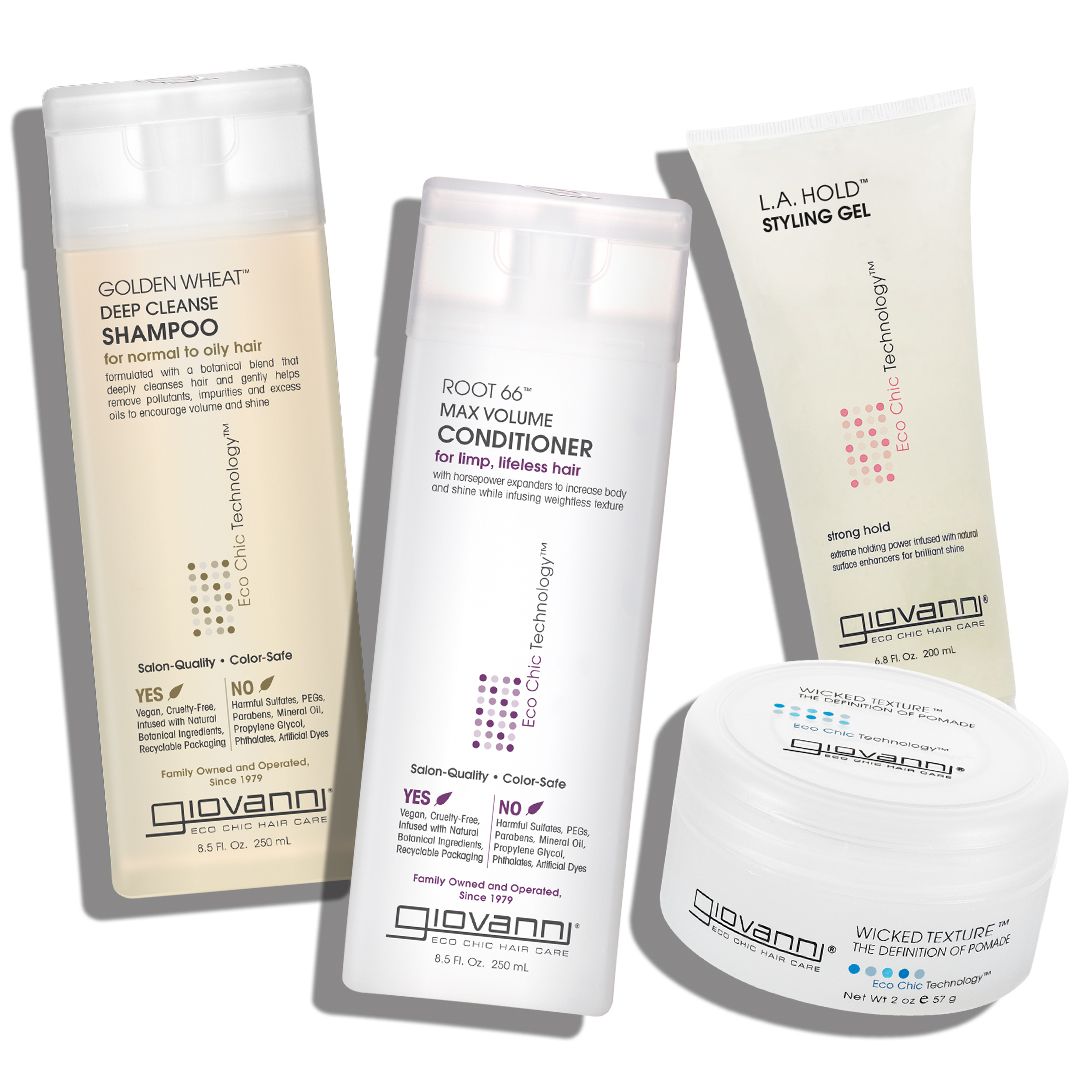 GOLDEN WHEAT™
DEEP CLEANSE
SHAMPOO
for normal to oily hair
formulated with a botanical blend that
deeply cleanses hair and gently helps
remove pollutants, impurities and excess
oils to encourage volume and shine
Eco Chic Technology™
Salon-Quality • Color-Safe
YES
Vegan, Cruelty-Free,
Infused with Natural
Botanical Ingredients,
Recyclable Packaging
NO
Harmful Sulfates, PEGs,
Parabens, Mineral Oil,
Propylene Glycol,
Phthalates, Artificial Dyes
Family Owned and Operated,
Since 1979
giovanni®
ECO CHIC HAIR CARE
8.5 Fl. Oz. 250 mL
ROOT 66™
MAX VOLUME
CONDITIONER
for limp, lifeless hair
with horsepower expanders to increase body
and shine while infusing weightless texture
Eco Chic Technology™
Salon-Quality • Color-Safe
YES
Vegan, Cruelty-Free,
Infused with Natural
Botanical Ingredients,
Recyclable Packaging
NO
Harmful Sulfates, PEGs,
Parabens, Mineral Oil,
Propylene Glycol,
Phthalates, Artificial Dyes
Family Owned and Operated,
Since 1979
giovanni®
ECO CHIC HAIR CARE
8.5 Fl. Oz. 250 mL
L.A. HOLD™
STYLING GEL
Eco Chic Technology™
strong hold
extreme holding power infused with natural
surface enhancers for brilliant shine
giovanni®
ECO CHIC HAIR CARE
6.8 Fl. Oz. 200 mL
WICKED TEXTURE™
THE DEFINITION OF POMADE
Eco Chic Technology™
giovanni®
ECO CHIC HAIR CARE
giovanni®
ECO CHIC HAIR CARE
WICKED TEXTURE™
THE DEFINITION OF POMADE
Eco Chic Technology™
Net Wt 2 oz e 57 g